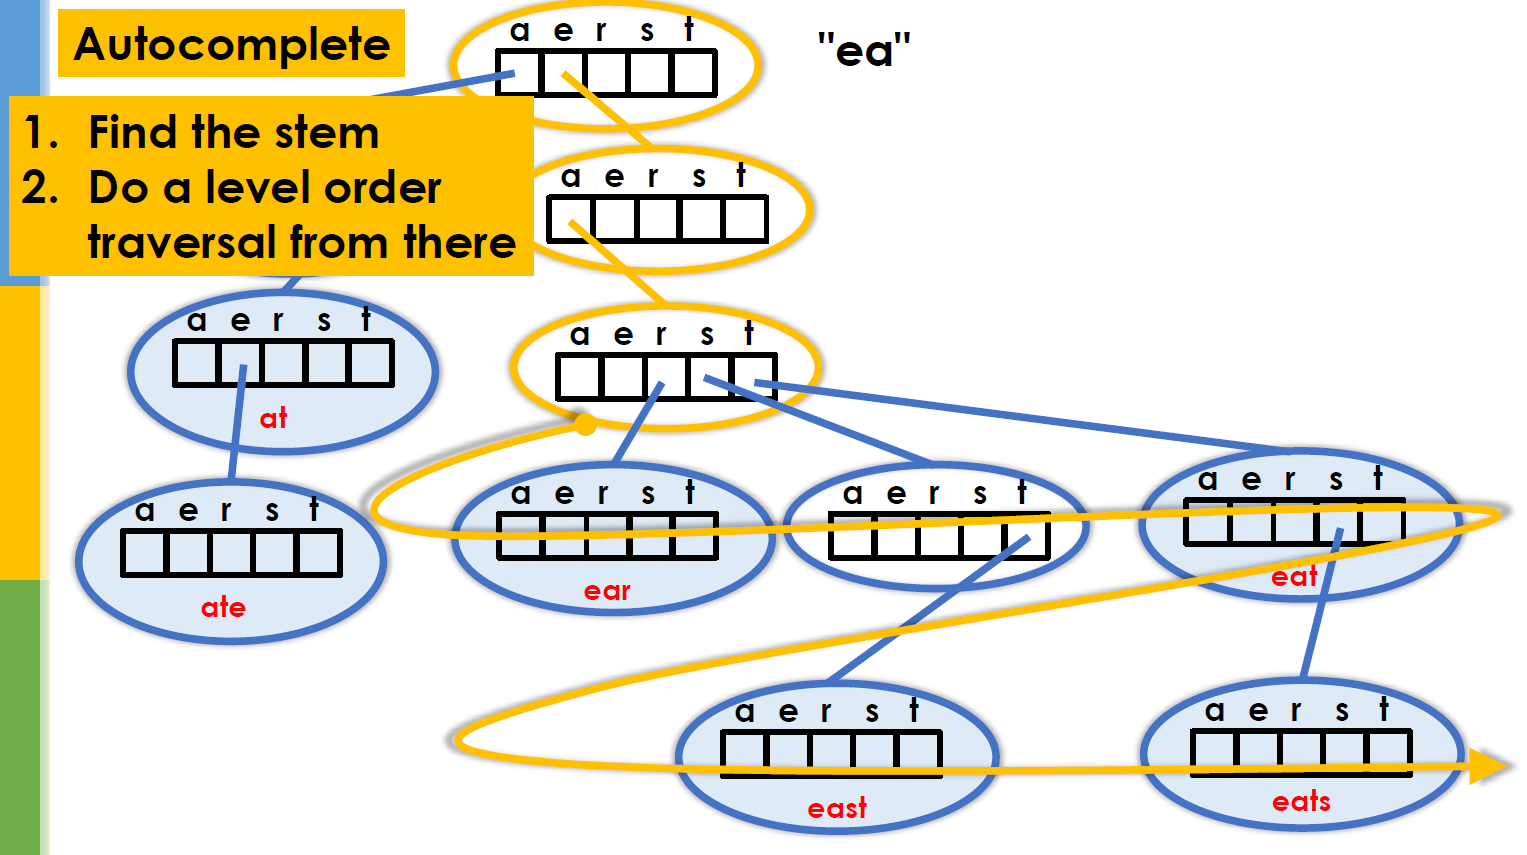 Autocomplete
"ea"
a e r s t
1. Find the stem
2. Do a level order
traversal from there
a e r s t
a e r s t
at
a e r s t
a e r s t
ate
a e r s t
ear
a e r s t
a e r s t
eat
a e r s t
east
a e r s t
eats